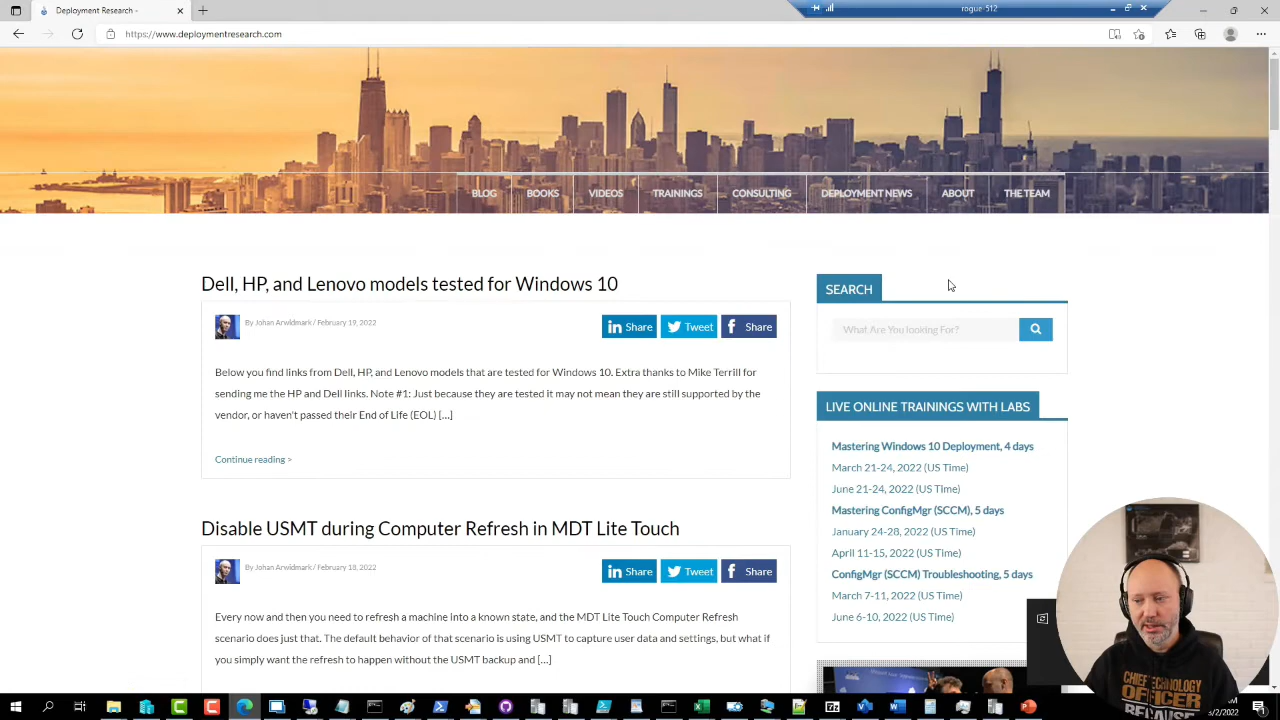 Deployment Research -
rogue-512
https://www.deploymentresearch.com
BLOG
BOOKS
VIDEOS
TRAININGS
CONSULTING
DEPLOYMENT NEWS
ABOUT
THE TEAM
Dell, HP, and Lenovo models tested for Windows 10
By Johan Arwidmark / February 19, 2022
Share
Tweet
Share
Below you find links from Dell, HP, and Lenovo models that are tested for Windows 10. Extra thanks to Mike Terrill for
sending me the HP and Dell links. Note #1: Just because they are tested it may not mean they are still supported by the
vendor, or haven't passed their End of Life (EOL) […]
Continue reading >
Disable USMT during Computer Refresh in MDT Lite Touch
By Johan Arwidmark / February 18, 2022
Share
Tweet
Share
Every now and then you need to refresh a machine into a known state, and the MDT Lite Touch Computer Refresh
scenario does just that. The default behavior of that scenario is using USMT to capture user data and settings, but what if
you simply want the refresh to happen without the USMT backup and […]
SEARCH
What Are You looking For?
LIVE ONLINE TRAININGS WITH LABS
Mastering Windows 10 Deployment, 4 days
March 21-24, 2022 (US Time)
June 21-24, 2022 (US Time)
Mastering ConfigMgr (SCCM), 5 days
January 24-28, 2022 (US Time)
April 11-15, 2022 (US Time)
ConfigMgr (SCCM) Troubleshooting, 5 days
March 7-11, 2022 (US Time)
June 6-10, 2022 (US Time)
CHIEF
TECHNOLOGY
OFFICER
BECAUSE
3/2/2022